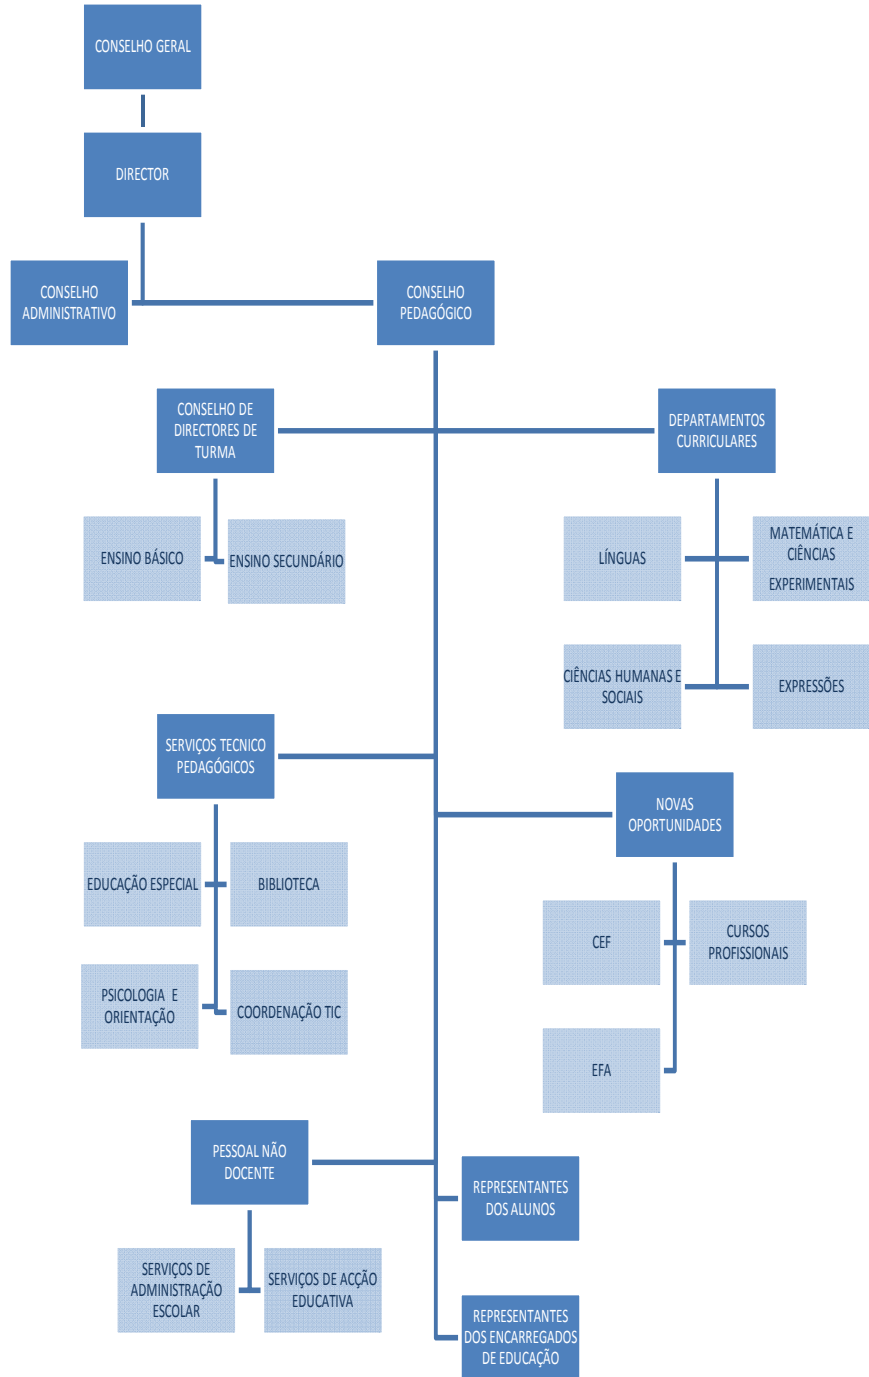 CONSELHO GERAL
DIRECTOR
CONSELHO
ADMINISTRATIVO
CONSELHO
PEDAGÓGICO
CONSELHO DE
DIRECTORES DE
TURMA
DEPARTAMENTOS
CURRICULARES
ENSINO BÁSICO
ENSINO SECUNDÁRIO
LÍNGUAS
MATEMÁTICA E
CIÊNCIAS
EXPERIMENTAIS
CIÊNCIAS HUMANAS E
SOCIAIS
EXPRESSÕES
SERVIÇOS TECNICO
PEDAGÓGICOS
NOVAS
OPORTUNIDADES
EDUCAÇÃO ESPECIAL
BIBLIOTECA
CEF
CURSOS
PROFISSIONAIS
PSICOLOGIA E
ORIENTAÇÃO
COORDENAÇÃO TIC
EFA
PESSOAL NÃO
DOCENTE
REPRESENTANTES
DOS ALUNOS
SERVIÇOS DE
ADMINISTRAÇÃO
ESCOLAR
SERVIÇOS DE ACÇÃO
EDUCATIVA
REPRESENTANTES
DOS ENCARREGADOS
DE EDUCAÇÃO